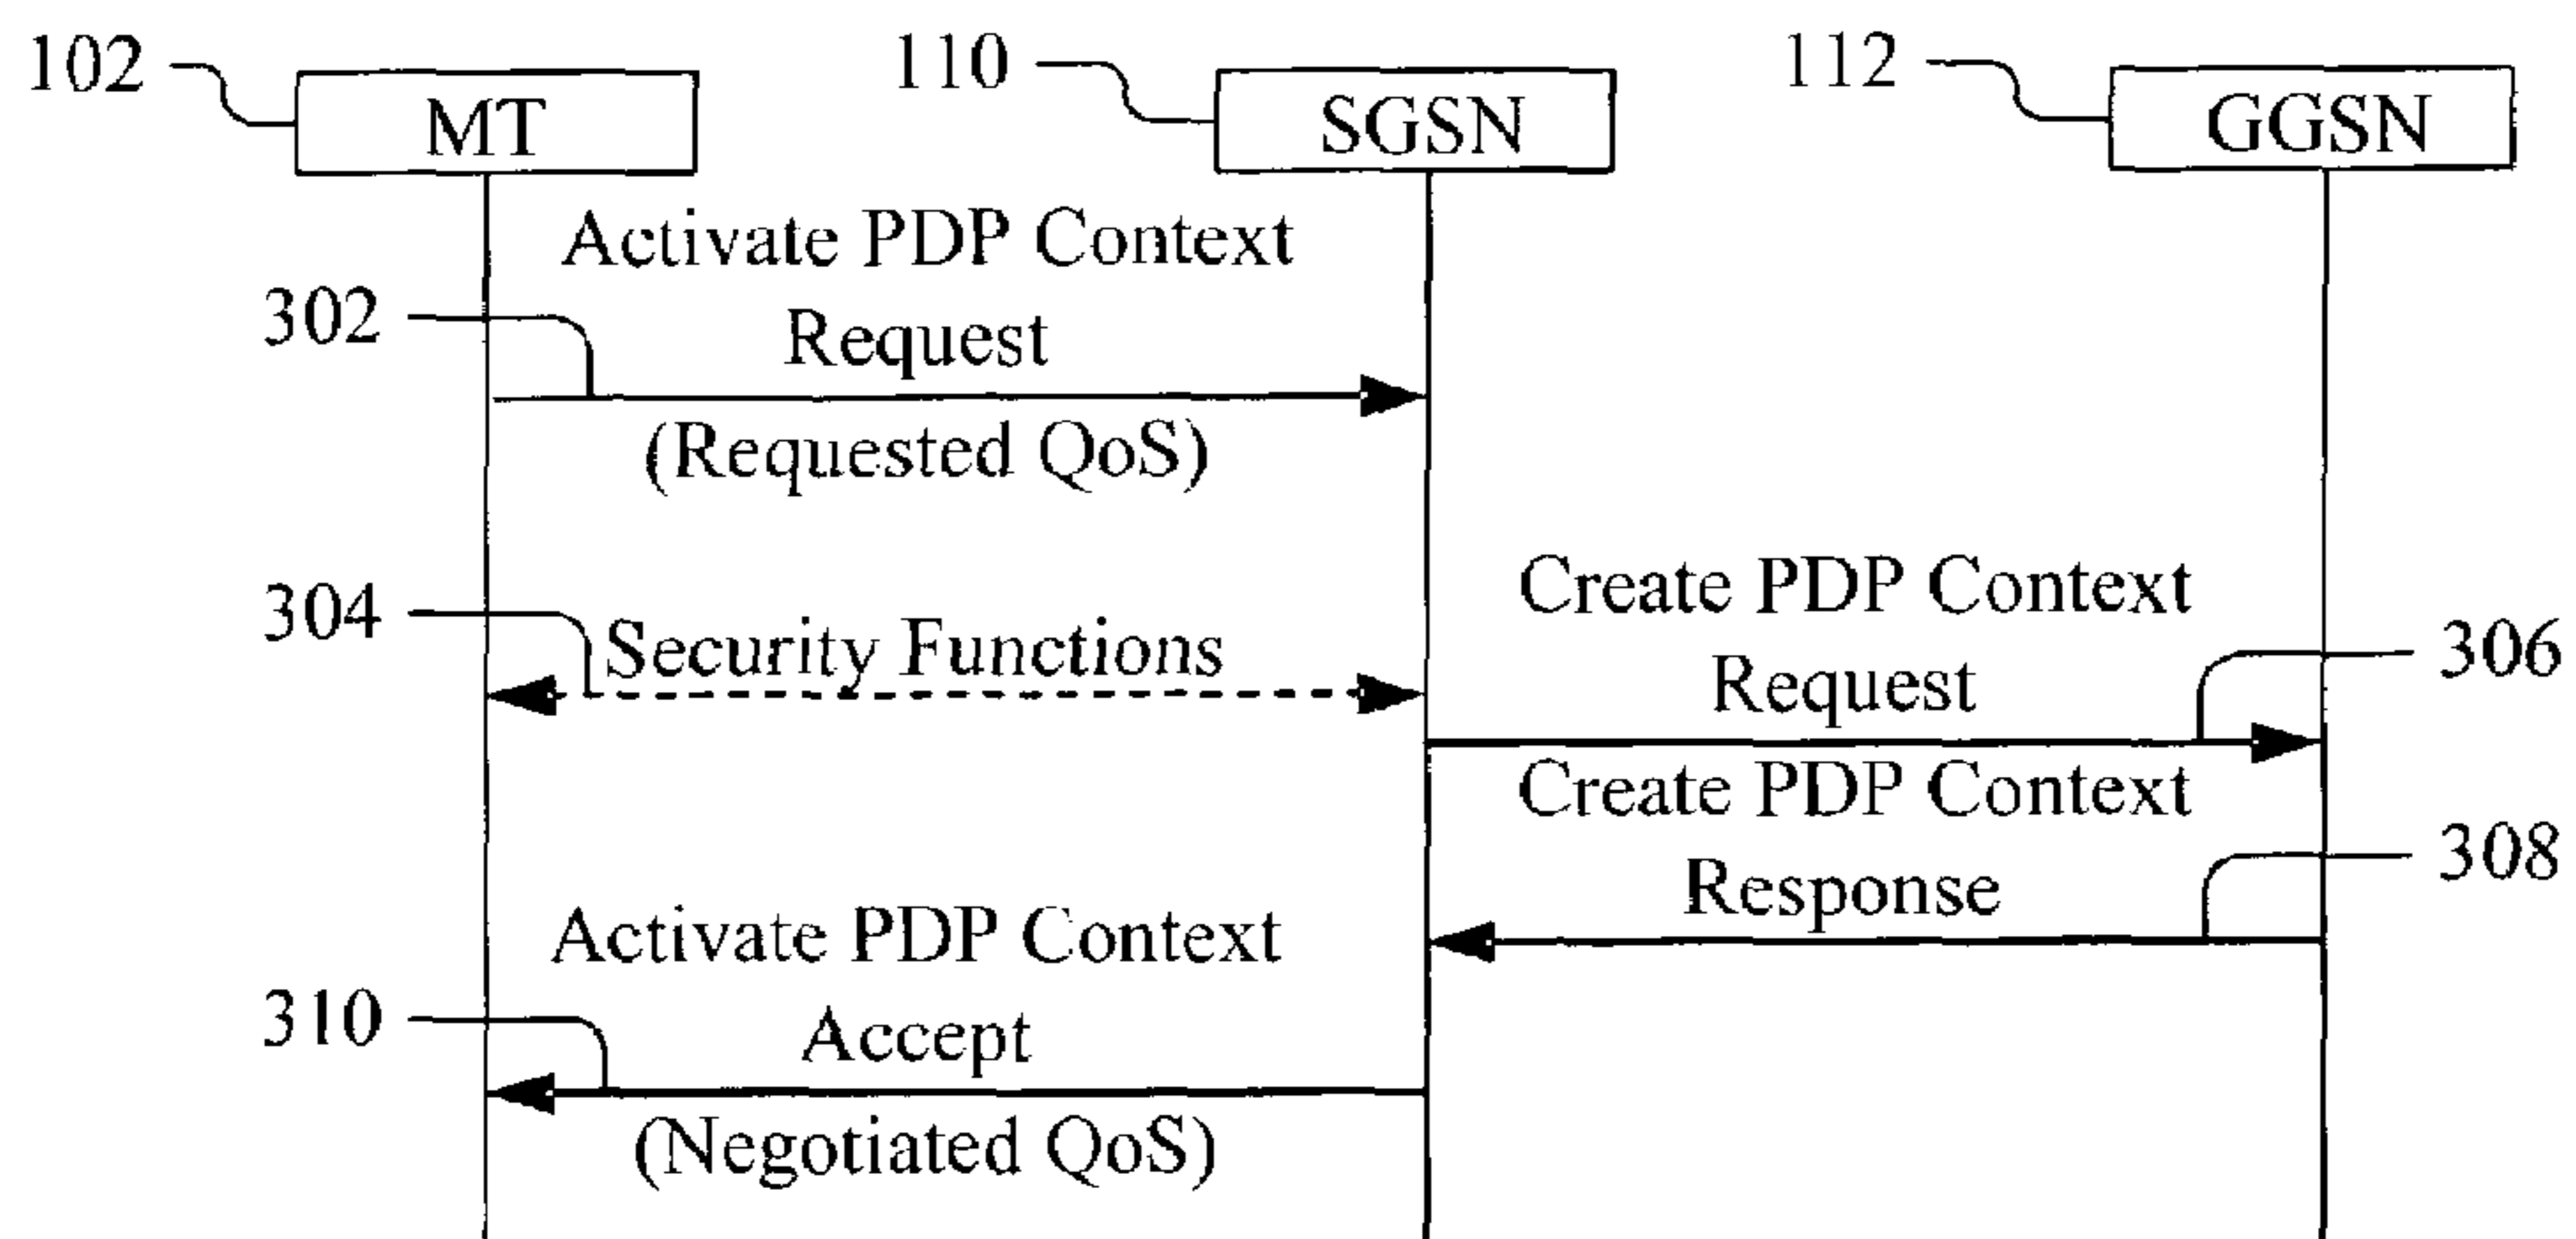 102
MT
110
SGSN
112
GGSN
Activate PDP Context
302
Request
(Requested QoS)
304
Security Functions
Create PDP Context
Request
306
Create PDP Context
Response
308
Activate PDP Context
310
Accept
(Negotiated QoS)